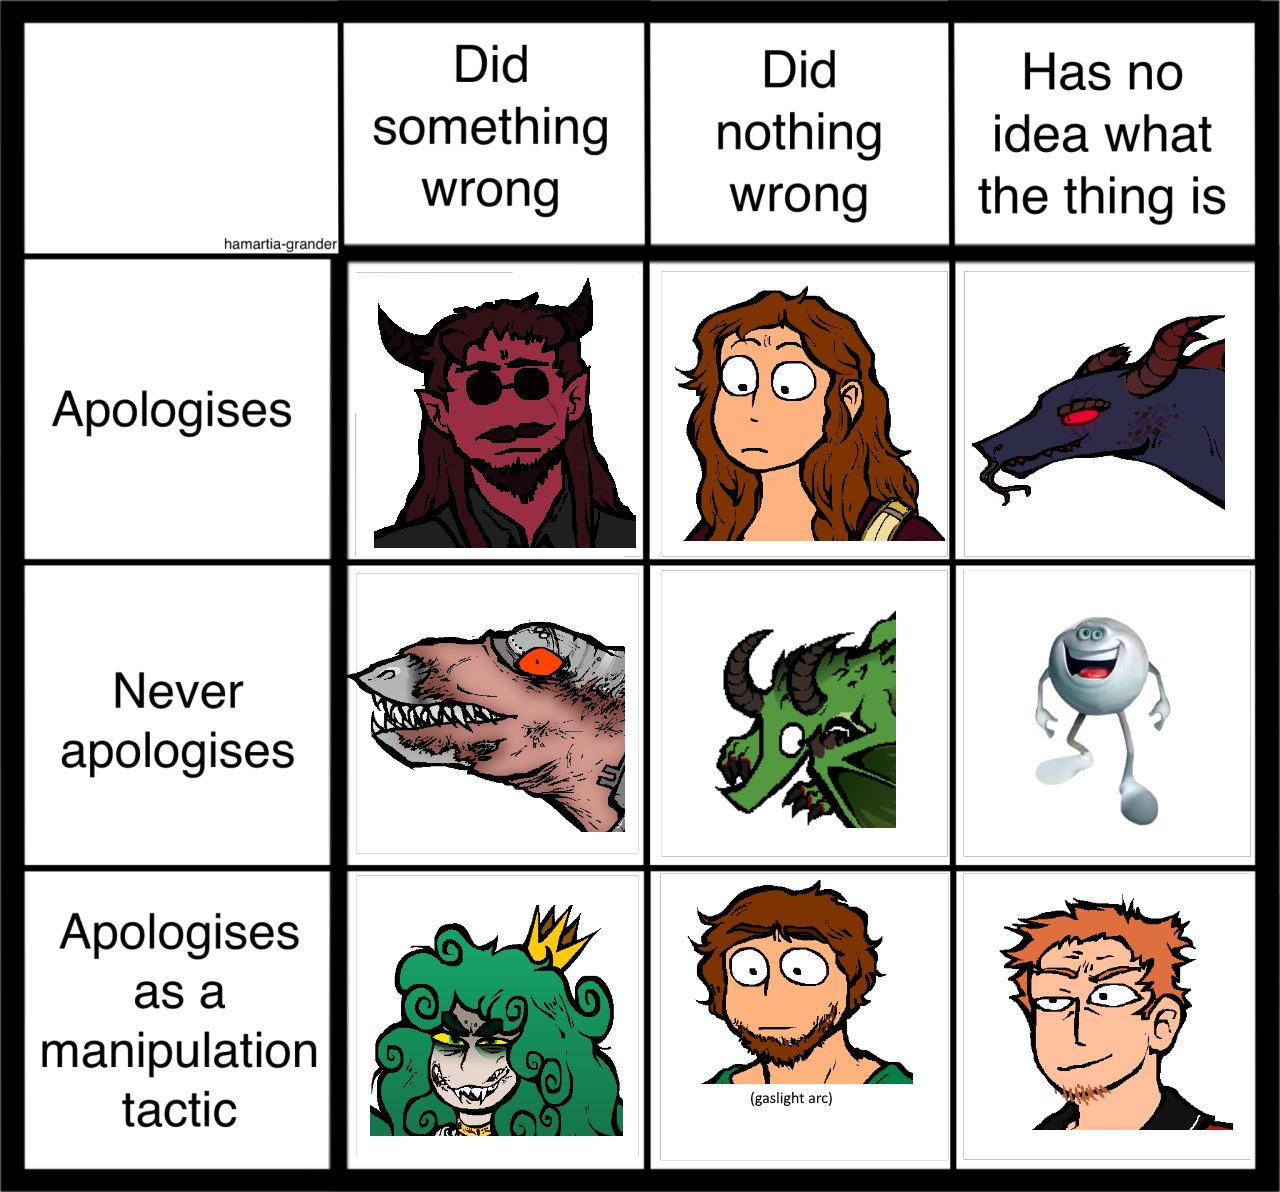 Did
something
wrong
Did
nothing
wrong
Has no
idea what
the thing is
hamartia-grander
Apologises
Never
apologises
Apologises
as a
manipulation
tactic
(gaslight arc)